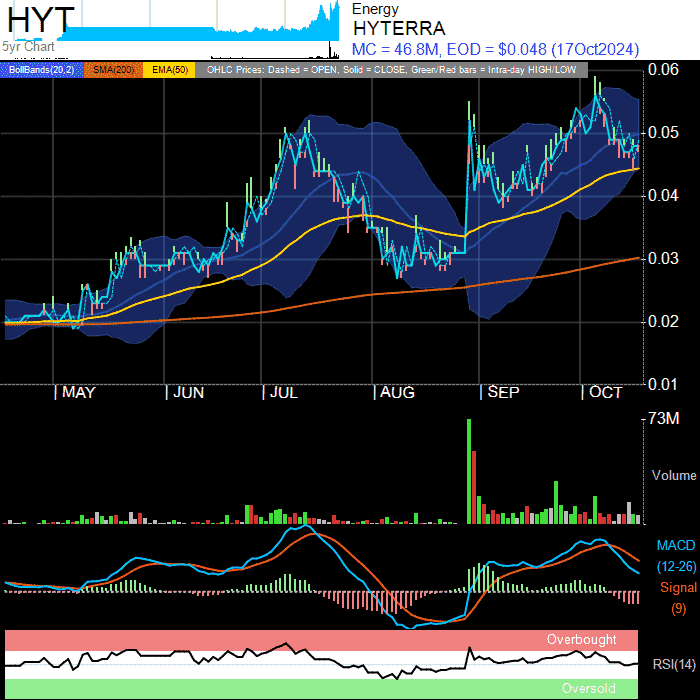 HYT
5yr Chart
Energy
HYTERRA
MC = 46.8M, EOD = $0.048 (17Oct2024)
BollBands(20,2) SMA(200) EMA(50) OHLC Prices: Dashed = OPEN, Solid = CLOSE, Green/Red bars = Intra-day HIGH/LOW
0.06
0.05
0.04
0.03
0.02
0.01
MAY JUN JUL AUG SEP OCT
73M
Volume
MACD
(12-26)
Signal
(9)
Overbought
RSI(14)
Oversold